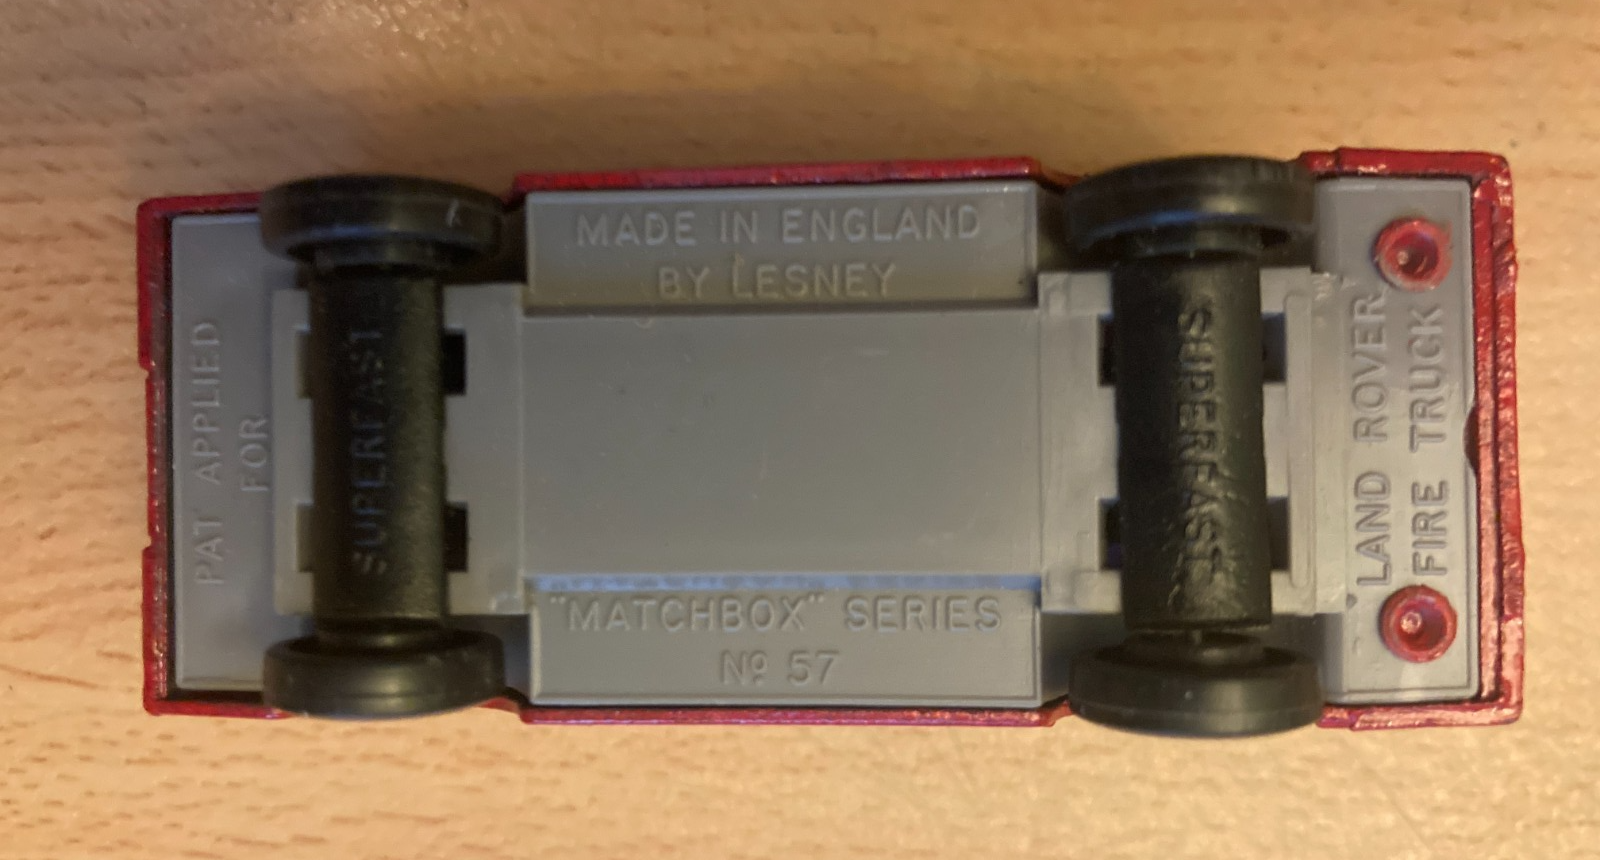 MADE IN ENGLAND
BY LESNEY
PAT APPLIED
FOR
SUPERFAST
SUPERFAST
LAND ROVER
FIRE TRUCK
"MATCHBOX" SERIES
Nº 57